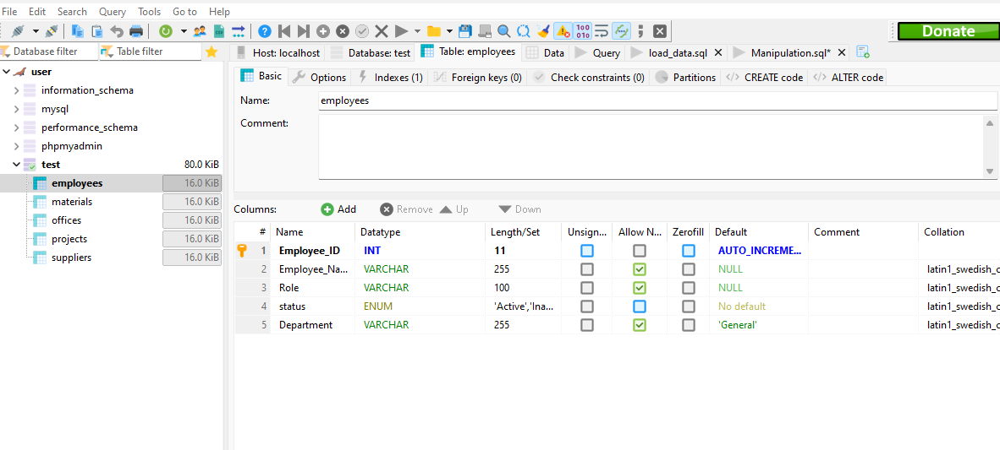 File Edit Search Query Tools Go to Help
Donate
Database filter Table filter
Host: localhost Database: test Table: employees Data Query load_data.sql Manipulation.sql*
user
information_schema
mysql
performance_schema
phpmyadmin
test 80.0 KiB
employees 16.0 KiB
materials 16.0 KiB
offices 16.0 KiB
projects 16.0 KiB
suppliers 16.0 KiB
Basic Options Indexes (1) Foreign keys (0) Check constraints (0) Partitions CREATE code ALTER code
Name: employees
Comment:
Columns: Add Remove Up Down
# Name Datatype Length/Set Unsign... Allow N... Zerofill Default Comment Collation
1 Employee_ID INT 11 AUTO_INCREME...
2 Employee_Na... VARCHAR 255 NULL latin1_swedish_c
3 Role VARCHAR 100 NULL latin1_swedish_c
4 status ENUM 'Active','Ina... No default latin1_swedish_c
5 Department VARCHAR 255 'General' latin1_swedish_c